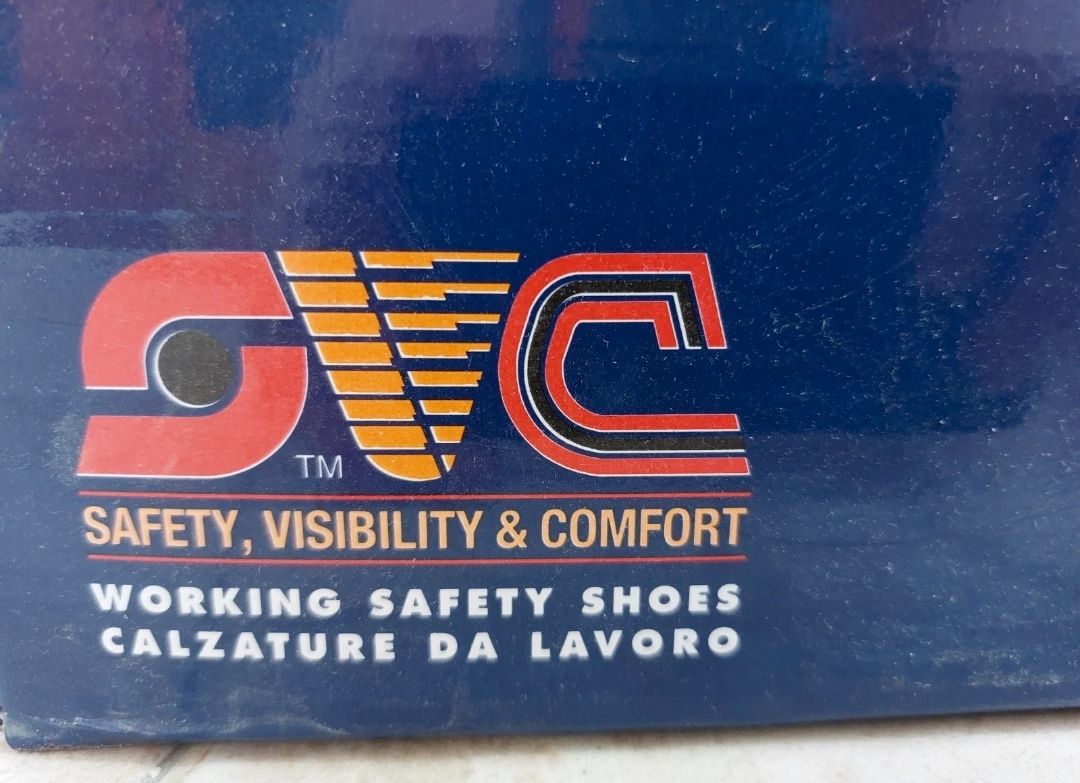 SVC
TM
SAFETY, VISIBILITY & COMFORT
WORKING SAFETY SHOES
CALZATURE DA LAVORO